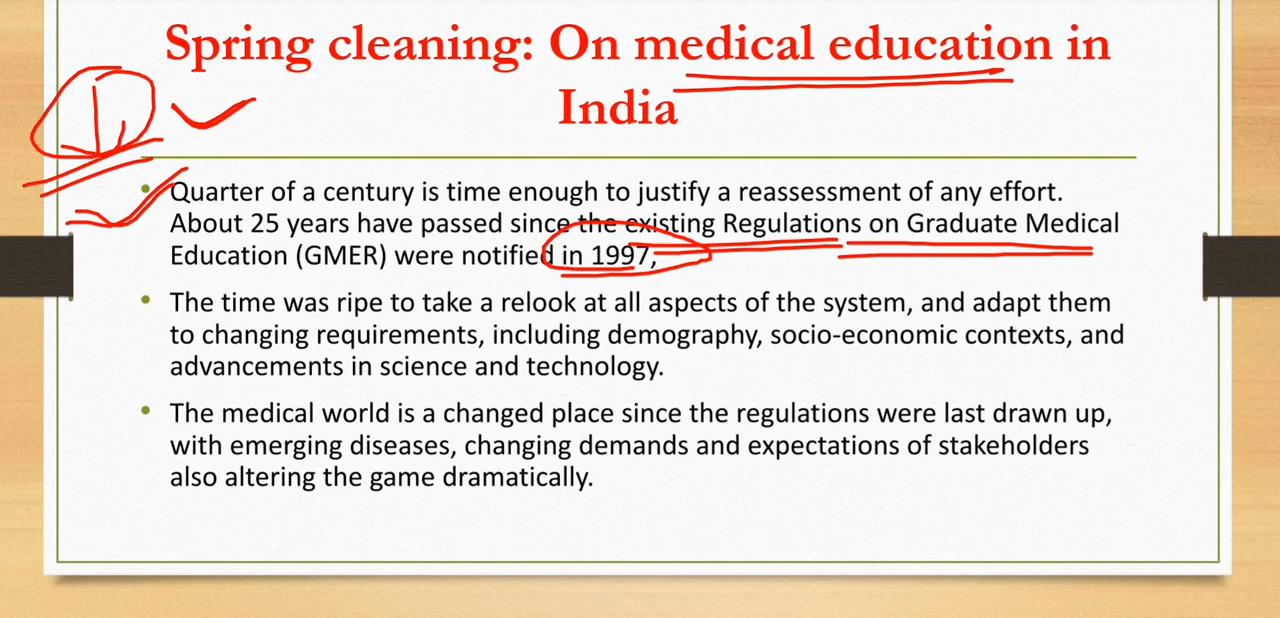 Spring cleaning: On medical education in
India
• Quarter of a century is time enough to justify a reassessment of any effort.
About 25 years have passed since the existing Regulations on Graduate Medical
Education (GMER) were notified in 1997,
• The time was ripe to take a relook at all aspects of the system, and adapt them
to changing requirements, including demography, socio-economic contexts, and
advancements in science and technology.
• The medical world is a changed place since the regulations were last drawn up,
with emerging diseases, changing demands and expectations of stakeholders
also altering the game dramatically.